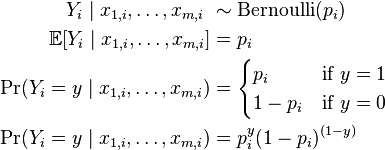 Y_i | x_{1,i}, …, x_{m,i} ∼ Bernoulli(p_i)
𝔼[Y_i | x_{1,i}, …, x_{m,i}] = p_i
Pr(Y_i = y | x_{1,i}, …, x_{m,i}) = { p_i if y = 1
1 − p_i if y = 0
Pr(Y_i = y | x_{1,i}, …, x_{m,i}) = p_i^y (1 − p_i)^{(1−y)}